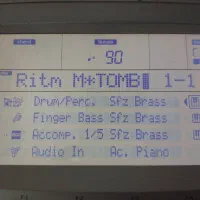 ♩: 90
Ritm M*TOMB 1-1
Drum/Perc. Sfz Brass
Finger Bass Sfz Brass
Accomp. 1/5 Sfz Brass
Audio In Ac. Piano